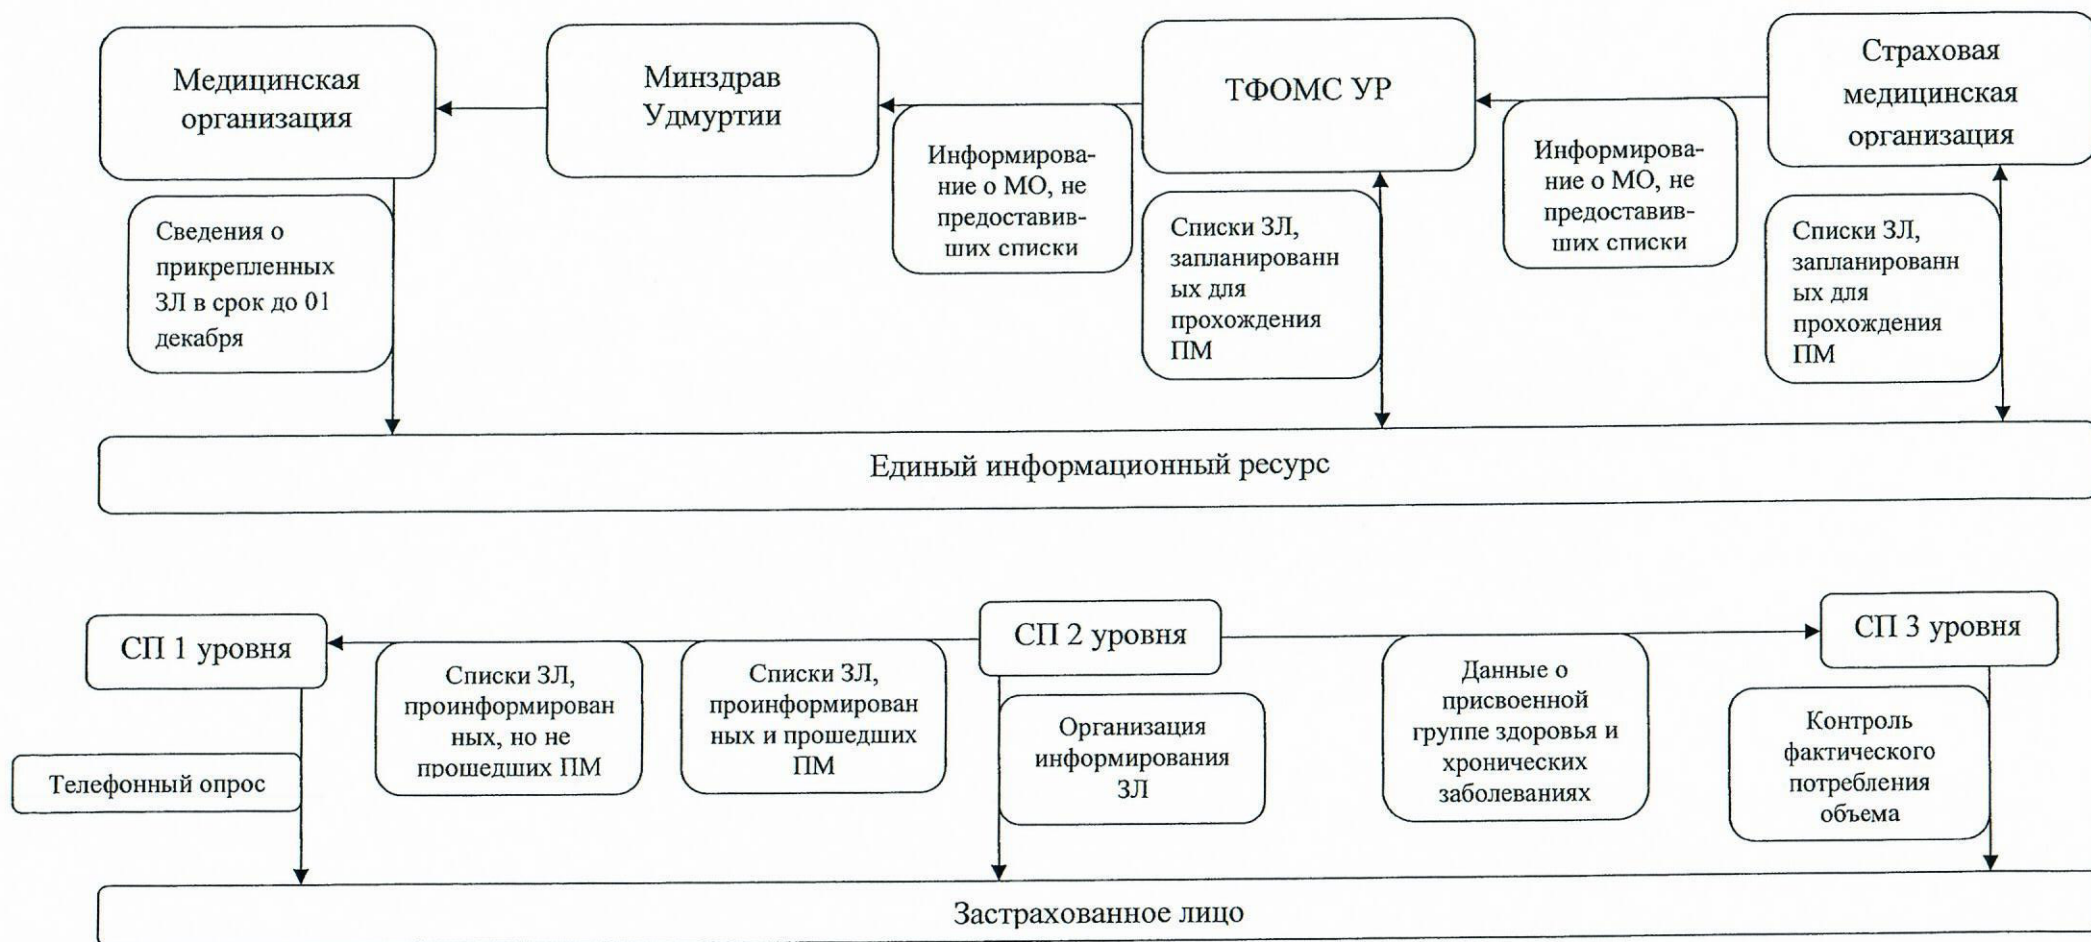 Медицинская
организация
Минздрав
Удмуртии
ТФОМС УР
Страховая
медицинская
организация
Сведения о
прикрепленных
ЗЛ в срок до 01
декабря
Информирова-
ние о МО, не
предоставив-
ших списки
Списки ЗЛ,
запланированн
ых для
прохождения
ПМ
Информирова-
ние о МО, не
предоставив-
ших списки
Списки ЗЛ,
запланированн
ых для
прохождения
ПМ
Единый информационный ресурс
СП 1 уровня
СП 2 уровня
СП 3 уровня
Телефонный опрос
Списки ЗЛ,
проинформирован
ных, но не
прошедших ПМ
Списки ЗЛ,
проинформирован
ных и прошедших
ПМ
Организация
информирования
ЗЛ
Данные о
присвоенной
группе здоровья и
хронических
заболеваниях
Контроль
фактического
потребления
объема
Застрахованное лицо